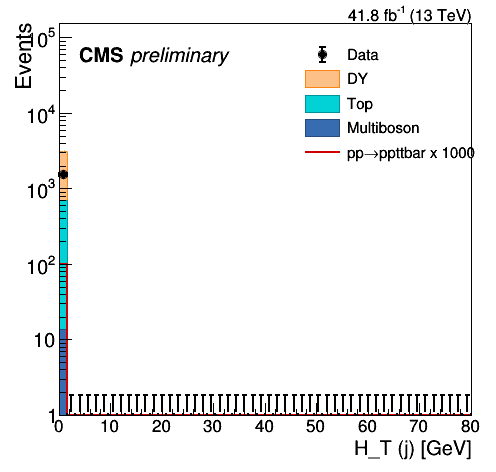 41.8 fb⁻¹ (13 TeV)
Events
CMS preliminary
Data
DY
Top
Multiboson
pp→ppttbar x 1000
10⁵
10⁴
10³
10²
10
1
0 10 20 30 40 50 60 70 80
H_T (j) [GeV]